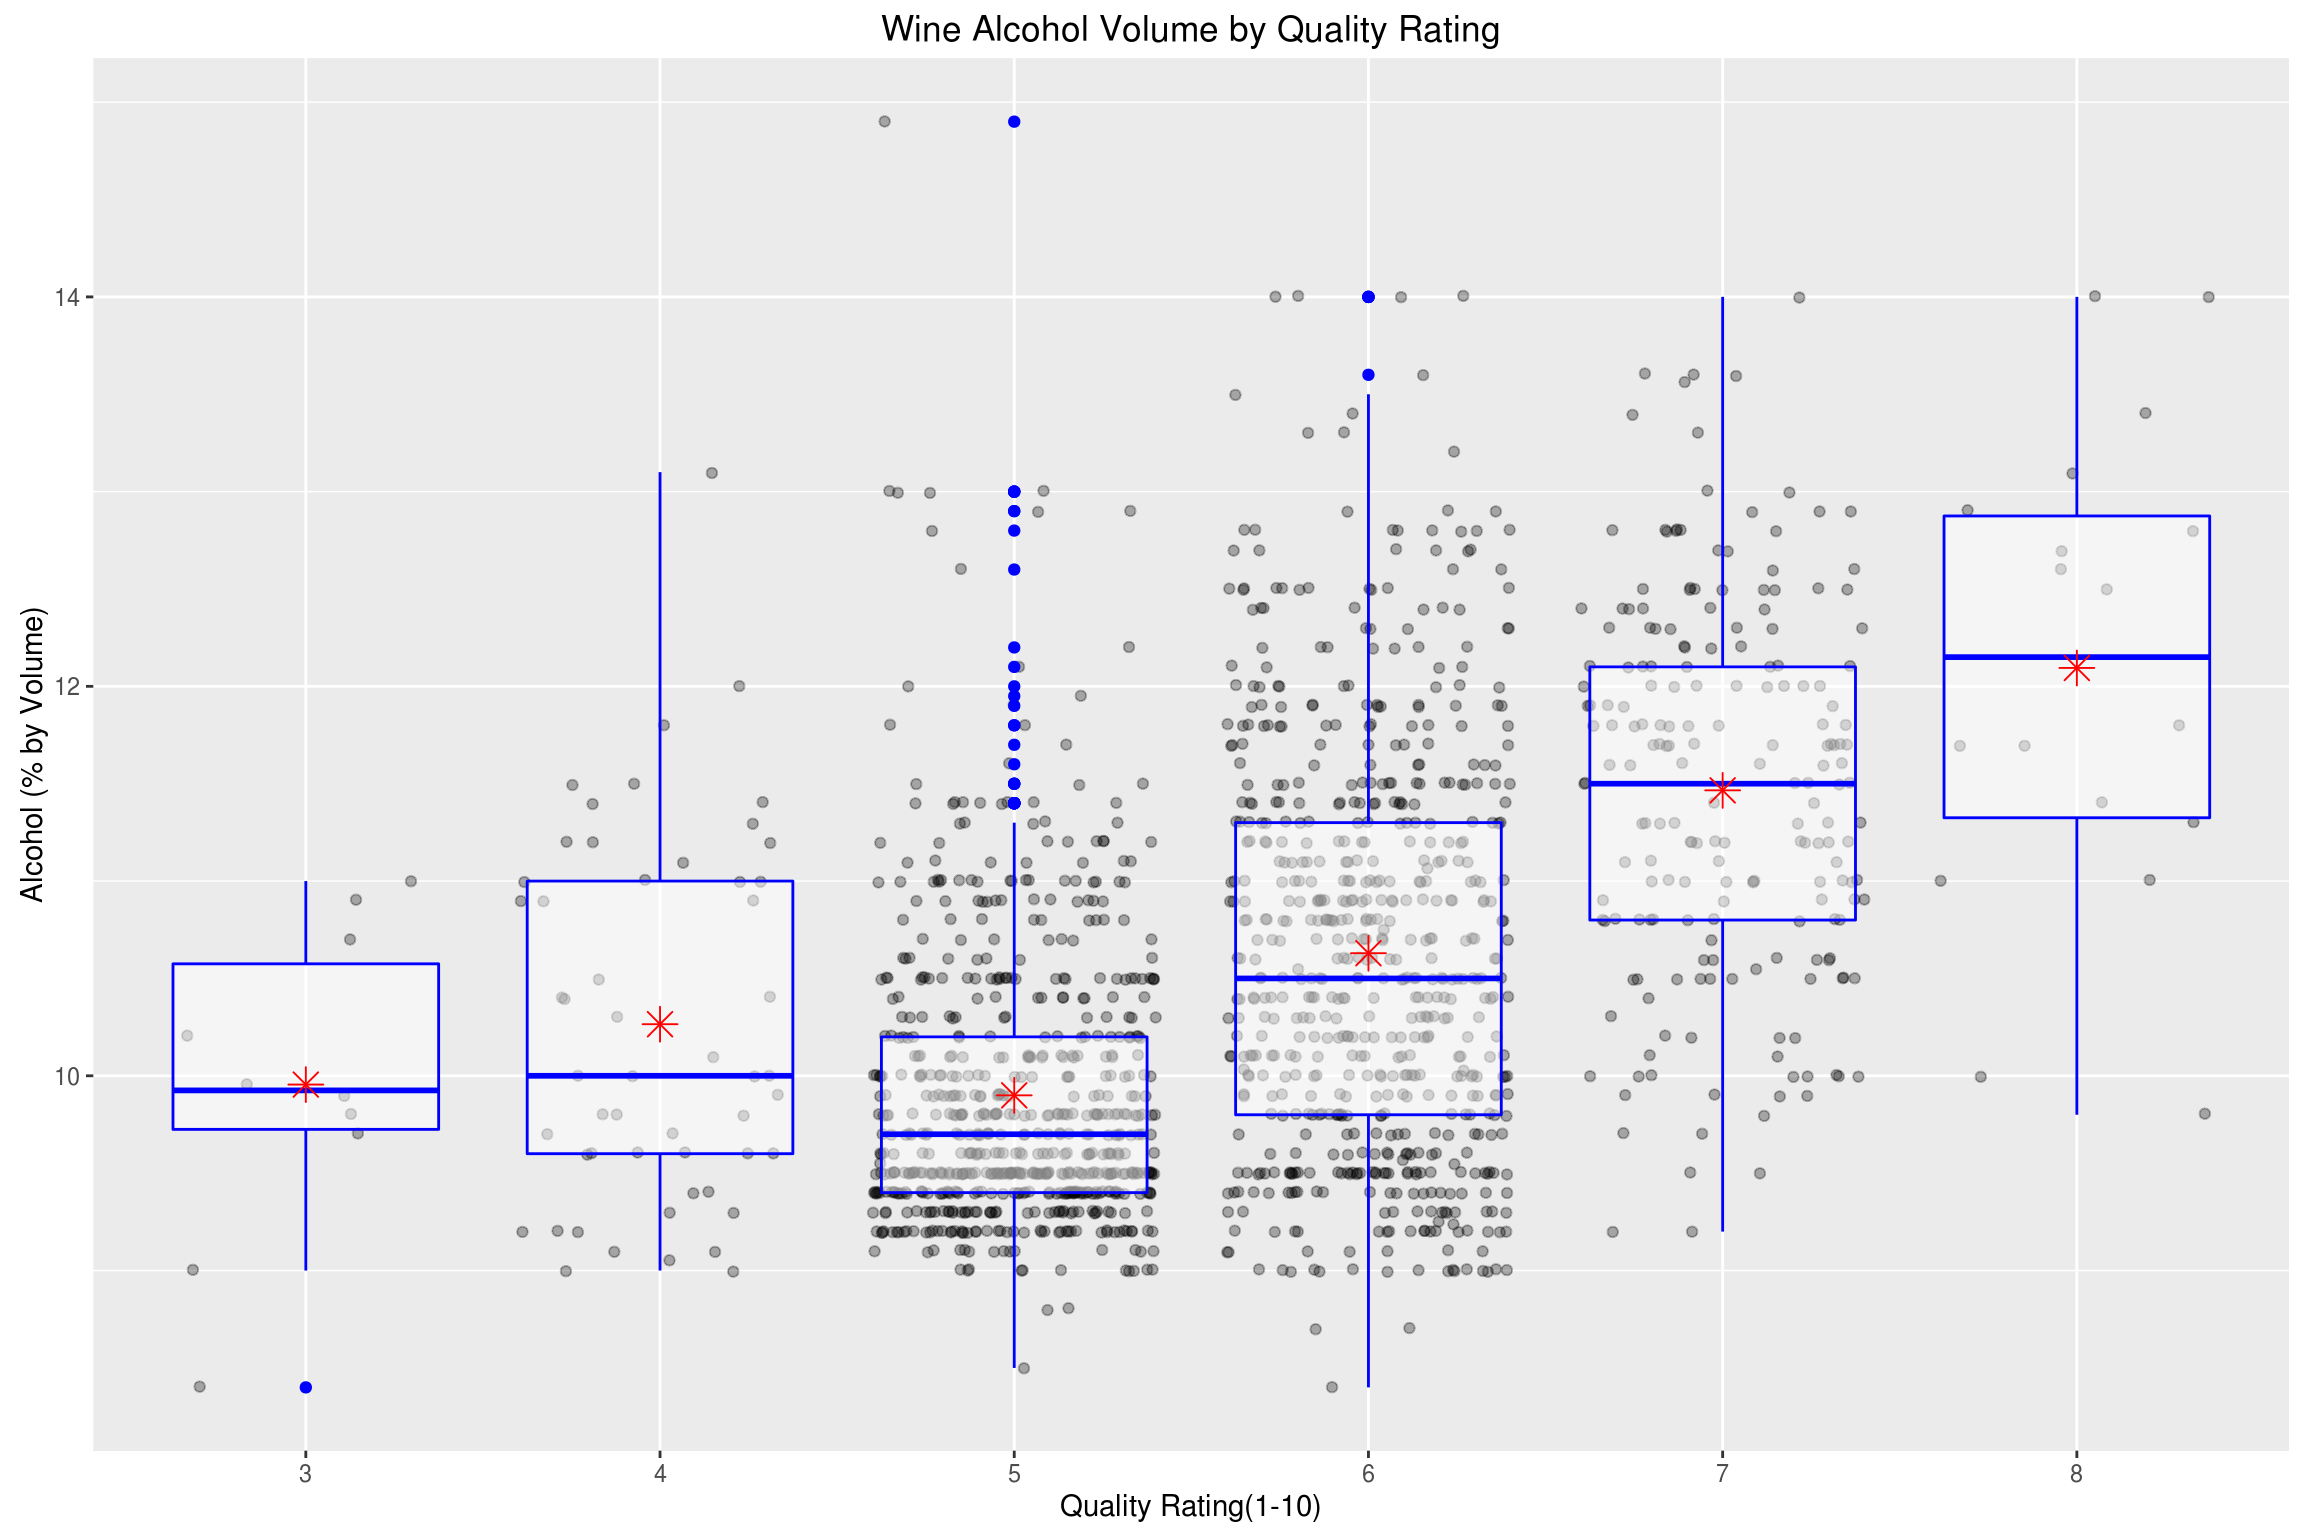 Wine Alcohol Volume by Quality Rating
Alcohol (% by Volume)
14
12
10
3 4 5 6 7 8
Quality Rating(1-10)